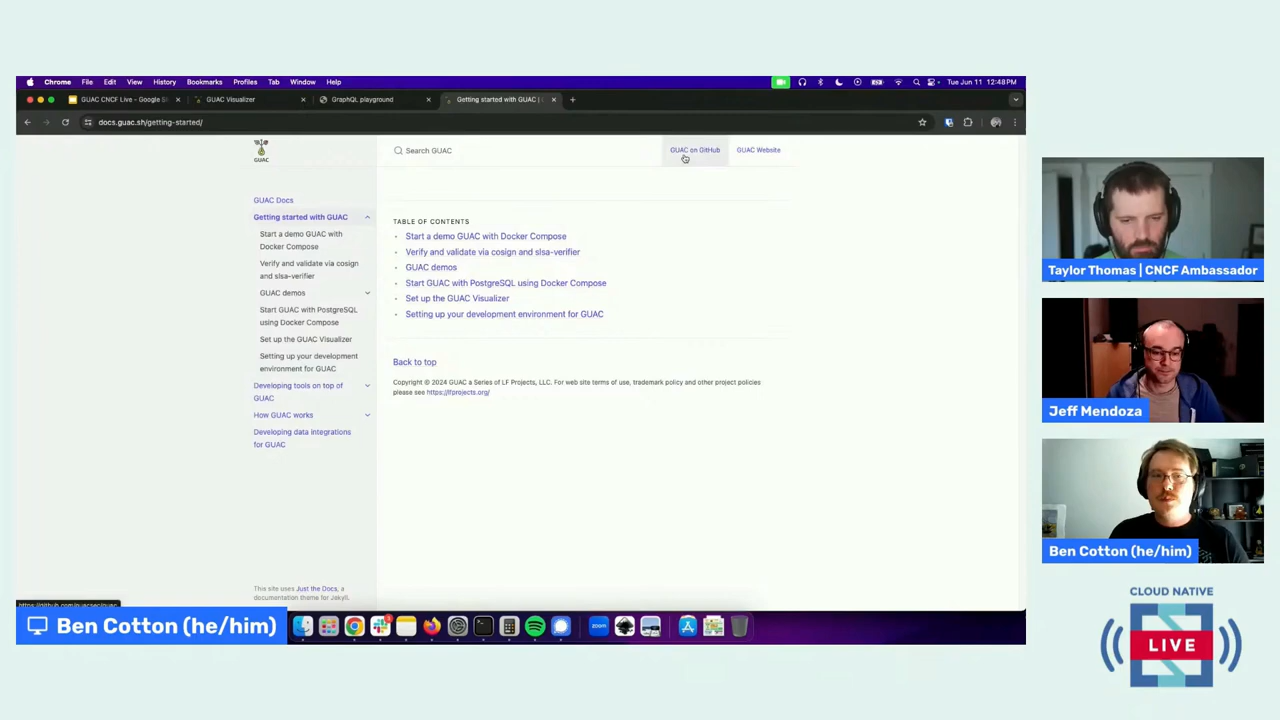 Chrome File Edit View History Bookmarks Profiles Tab Window Help
Tue Jun 11 12:48PM
GUAC CNCF Live - Google Sl
GUAC Visualizer
GraphQL playground
Getting started with GUAC |
docs.guac.sh/getting-started/
GUAC
Search GUAC
GUAC on GitHub
GUAC Website
GUAC Docs
Getting started with GUAC
Start a demo GUAC with
Docker Compose
Verify and validate via cosign
and slsa-verifier
GUAC demos
Start GUAC with PostgreSQL
using Docker Compose
Set up the GUAC Visualizer
Setting up your development
environment for GUAC
Developing tools on top of
GUAC
How GUAC works
Developing data integrations
for GUAC
This site uses Just the Docs, a
documentation theme for Jekyll.
TABLE OF CONTENTS
Start a demo GUAC with Docker Compose
Verify and validate via cosign and slsa-verifier
GUAC demos
Start GUAC with PostgreSQL using Docker Compose
Set up the GUAC Visualizer
Setting up your development environment for GUAC
Back to top
Copyright © 2024 GUAC a Series of LF Projects, LLC. For web site terms of use, trademark policy and other project policies
please see https://lfprojects.org/
https://github.com/guacsec/guac
zoom
Ben Cotton (he/him)
Taylor Thomas | CNCF Ambassador
Jeff Mendoza
Ben Cotton (he/him)
CLOUD NATIVE
LIVE